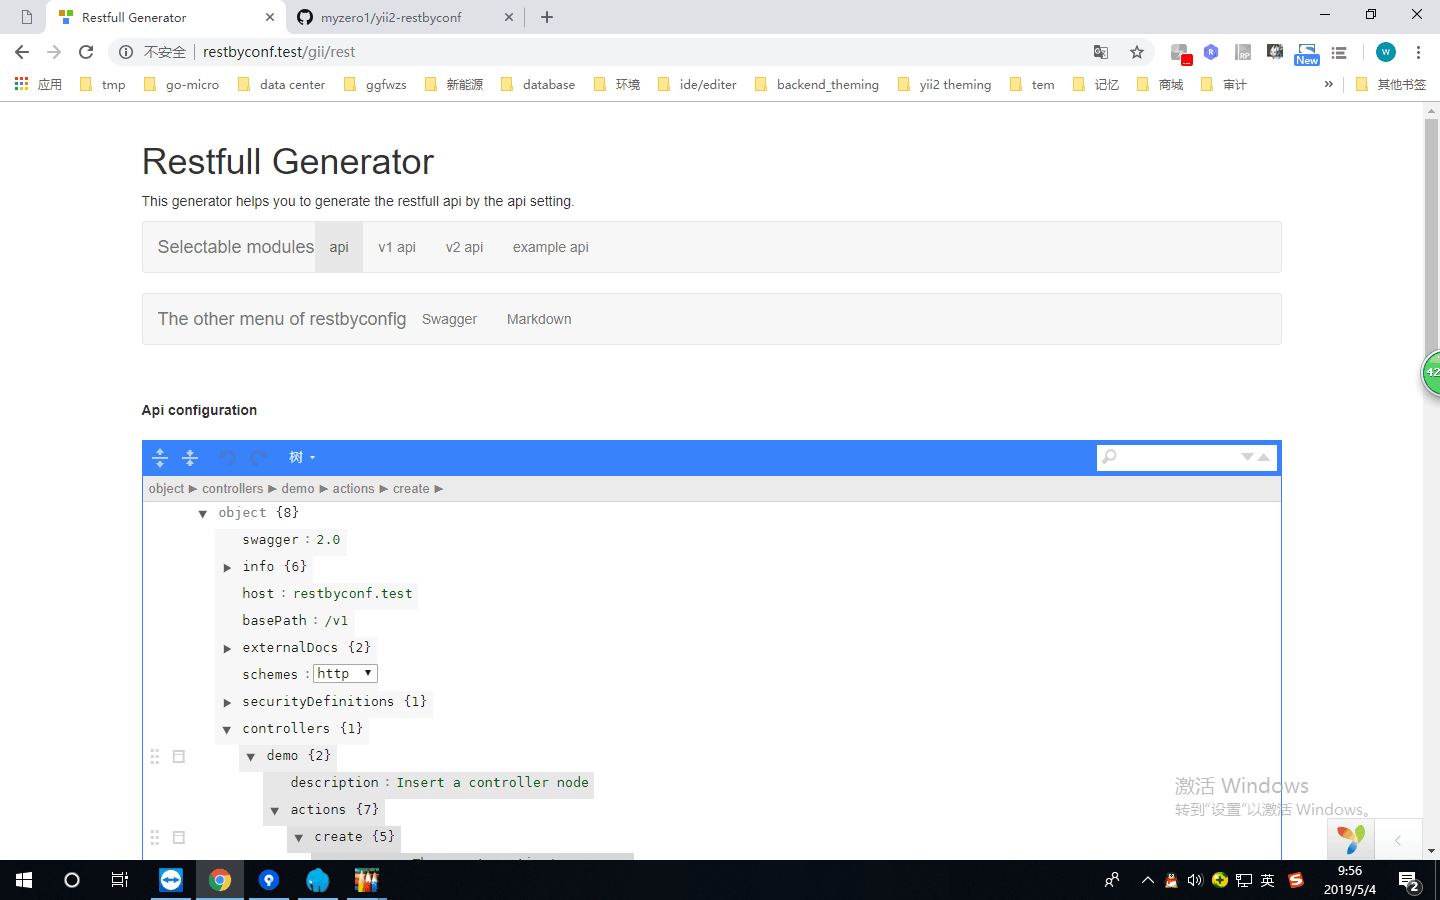 Restfull Generator
myzero1/yii2-restbyconf
不安全
restbyconf.test/gii/rest
RP
...
New
W
应用
tmp
go-micro
data center
ggfwzs
新能源
database
环境
ide/editer
backend_theming
yii2 theming
tem
记忆
商城
审计
»
其他书签
Restfull Generator
This generator helps you to generate the restfull api by the api setting.
Selectable modules api v1 api v2 api example api
The other menu of restbyconfig Swagger Markdown
42
Api configuration
树
object ► controllers ► demo ► actions ► create ►
object {8}
swagger : 2.0
info {6}
host : restbyconf.test
basePath : /v1
externalDocs {2}
schemes : http
securityDefinitions {1}
controllers {1}
demo {2}
description : Insert a controller node
actions {7}
create {5}
激活 Windows
转到"设置"以激活 Windows。
英
9:56
2019/5/4
2